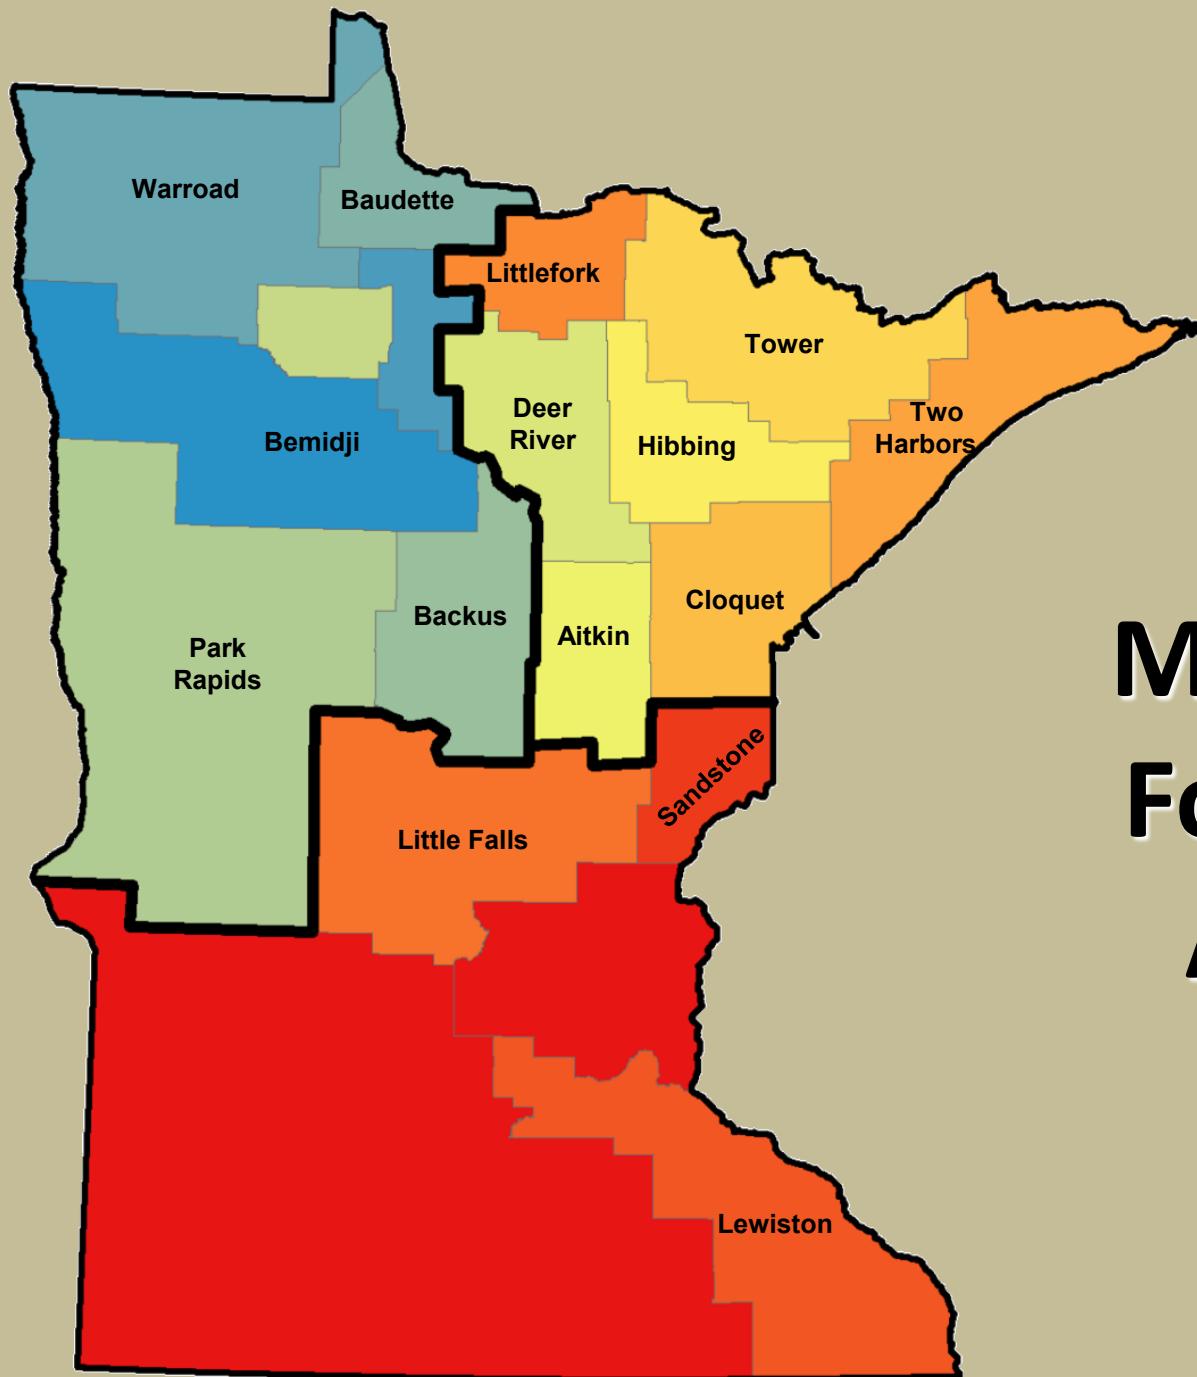 Warroad
Baudette
Littlefork
Tower
Deer
River
Hibbing
Two
Harbors
Bemidji
Cloquet
Backus
Aitkin
Park
Rapids
Sandstone
Little Falls
Lewiston
M
Fo